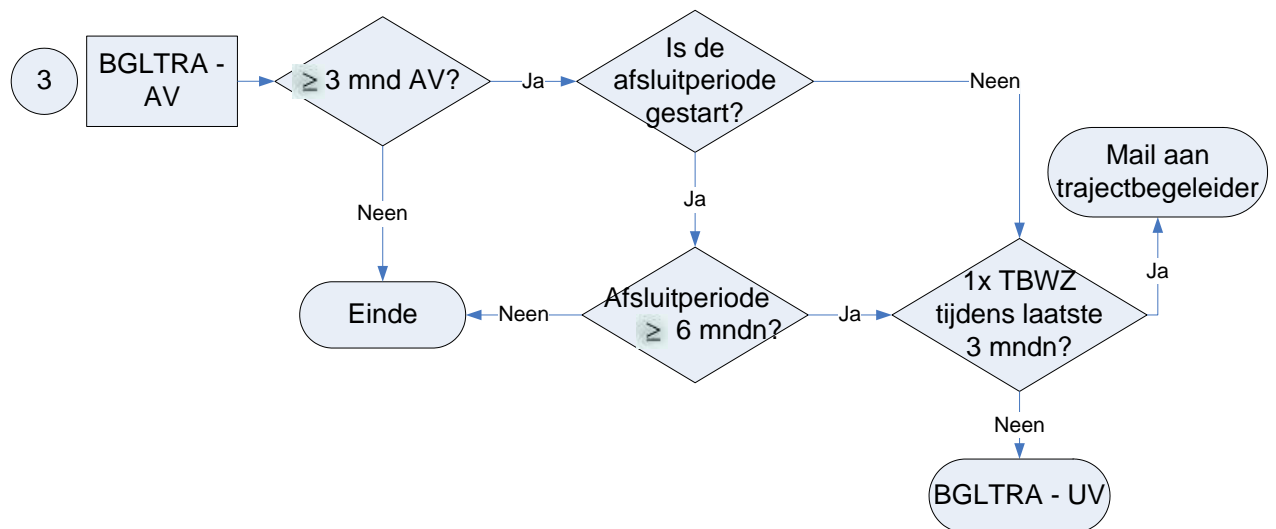 3
BGLTRA -
AV
≥ 3 mnd AV?
Ja
Is de
afsluitperiode
gestart?
Neen
Mail aan
trajectbegeleider
Neen
Ja
Ja
Einde
Neen
Afsluitperiode
≥ 6 mndn?
Ja
1x TBWZ
tijdens laatste
3 mndn?
Neen
BGLTRA - UV